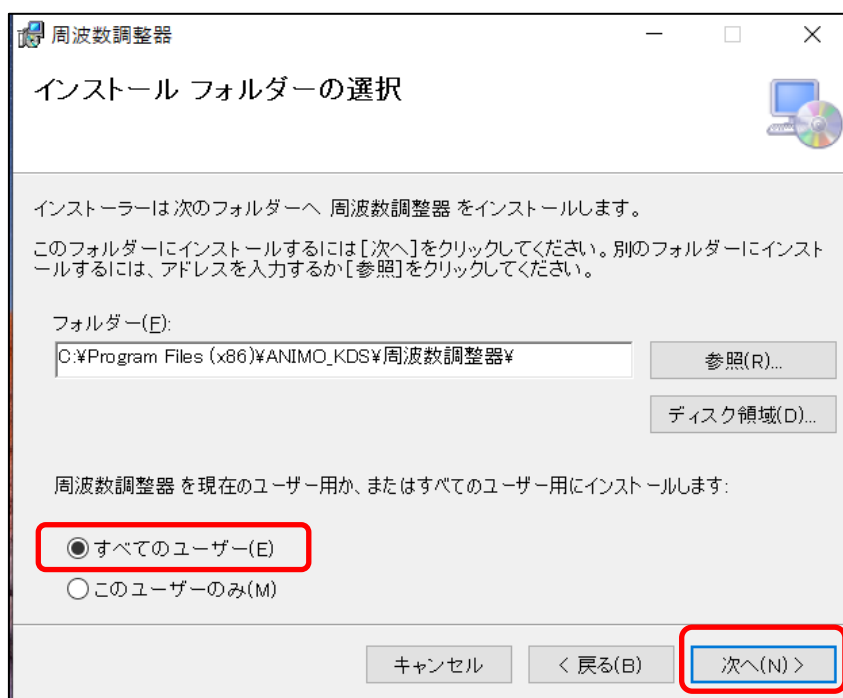 周波数調整器
インストール フォルダーの選択
インストーラーは次のフォルダーへ 周波数調整器 をインストールします。
このフォルダーにインストールするには[次へ]をクリックしてください。別のフォルダーにインスト
ールするには、アドレスを入力するか[参照]をクリックしてください。
フォルダー(F):
C:¥Program Files (x86)¥ANIMO_KDS¥周波数調整器¥
参照(R)...
ディスク領域(D)...
周波数調整器 を現在のユーザー用か、またはすべてのユーザー用にインストールします:
すべてのユーザー(E)
このユーザーのみ(M)
キャンセル
< 戻る(B)
次へ(N) >